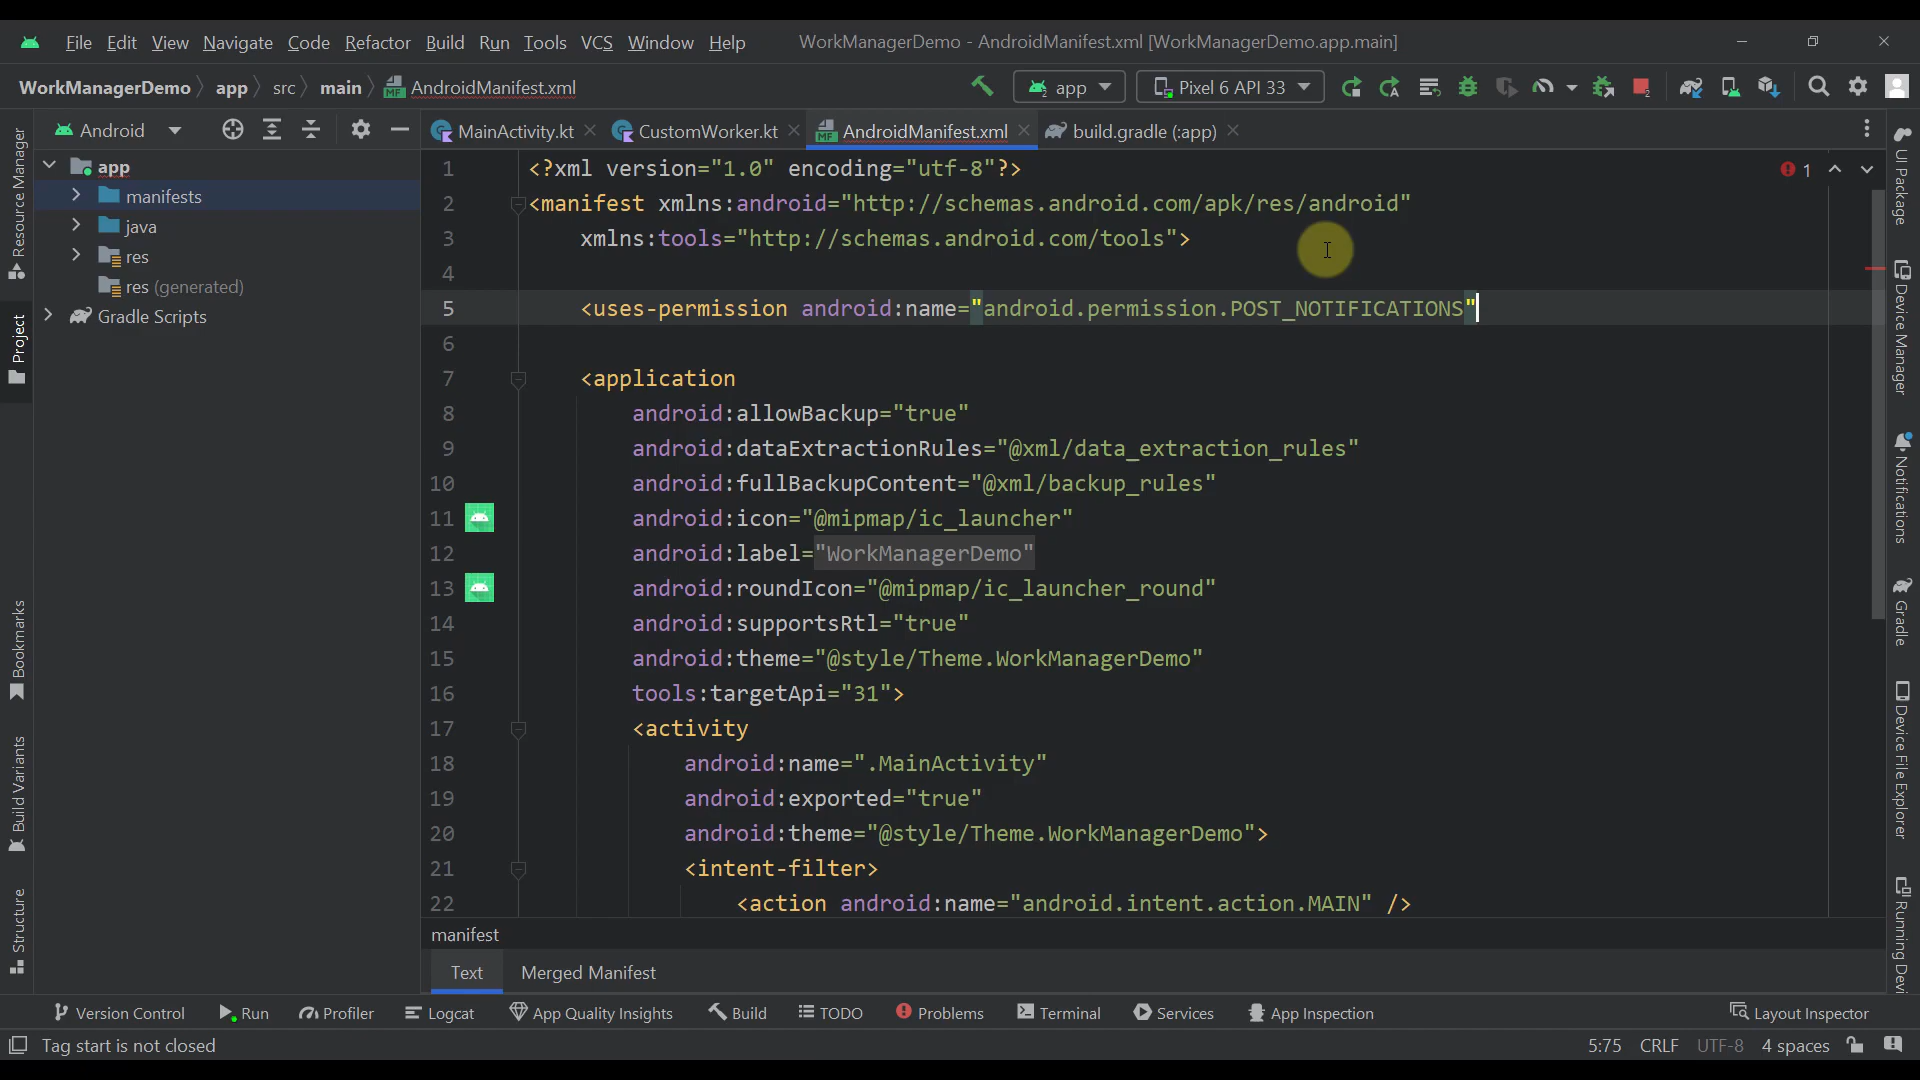 File Edit View Navigate Code Refactor Build Run Tools VCS Window Help WorkManagerDemo - AndroidManifest.xml [WorkManagerDemo.app.main]
WorkManagerDemo app src main AndroidManifest.xml app Pixel 6 API 33
Android MainActivity.kt CustomWorker.kt AndroidManifest.xml build.gradle (:app)
Resource Manager
Project
Bookmarks
Build Variants
Structure
app
manifests
java
res
res (generated)
Gradle Scripts
1 <?xml version="1.0" encoding="utf-8"?>
2 <manifest xmlns:android="http://schemas.android.com/apk/res/android"
3 xmlns:tools="http://schemas.android.com/tools">
4
5 <uses-permission android:name="android.permission.POST_NOTIFICATIONS"
6
7 <application
8 android:allowBackup="true"
9 android:dataExtractionRules="@xml/data_extraction_rules"
10 android:fullBackupContent="@xml/backup_rules"
11 android:icon="@mipmap/ic_launcher"
12 android:label="WorkManagerDemo"
13 android:roundIcon="@mipmap/ic_launcher_round"
14 android:supportsRtl="true"
15 android:theme="@style/Theme.WorkManagerDemo"
16 tools:targetApi="31">
17 <activity
18 android:name=".MainActivity"
19 android:exported="true"
20 android:theme="@style/Theme.WorkManagerDemo">
21 <intent-filter>
22 <action android:name="android.intent.action.MAIN" />
1
UI Package
Device Manager
Notifications
Gradle
Device File Explorer
Running Devi
manifest
Text Merged Manifest
Version Control Run Profiler Logcat App Quality Insights Build TODO Problems Terminal Services App Inspection Layout Inspector
Tag start is not closed 5:75 CRLF UTF-8 4 spaces